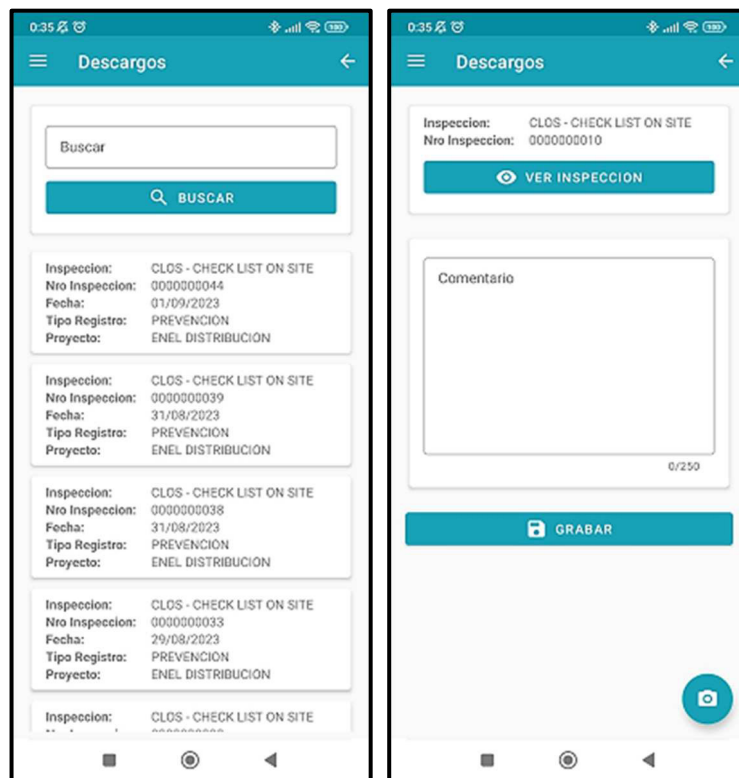 0:35
100
Descargos
Buscar
BUSCAR
Inspeccion: CLOS - CHECK LIST ON SITE
Nro Inspeccion: 0000000044
Fecha: 01/09/2023
Tipo Registro: PREVENCION
Proyecto: ENEL DISTRIBUCION
Inspeccion: CLOS - CHECK LIST ON SITE
Nro Inspeccion: 0000000039
Fecha: 31/08/2023
Tipo Registro: PREVENCION
Proyecto: ENEL DISTRIBUCION
Inspeccion: CLOS - CHECK LIST ON SITE
Nro Inspeccion: 0000000038
Fecha: 31/08/2023
Tipo Registro: PREVENCION
Proyecto: ENEL DISTRIBUCION
Inspeccion: CLOS - CHECK LIST ON SITE
Nro Inspeccion: 0000000033
Fecha: 29/08/2023
Tipo Registro: PREVENCION
Proyecto: ENEL DISTRIBUCION
Inspeccion: CLOS - CHECK LIST ON SITE
0:35
100
Descargos
Inspeccion: CLOS - CHECK LIST ON SITE
Nro Inspeccion: 0000000010
VER INSPECCION
Comentario
0/250
GRABAR